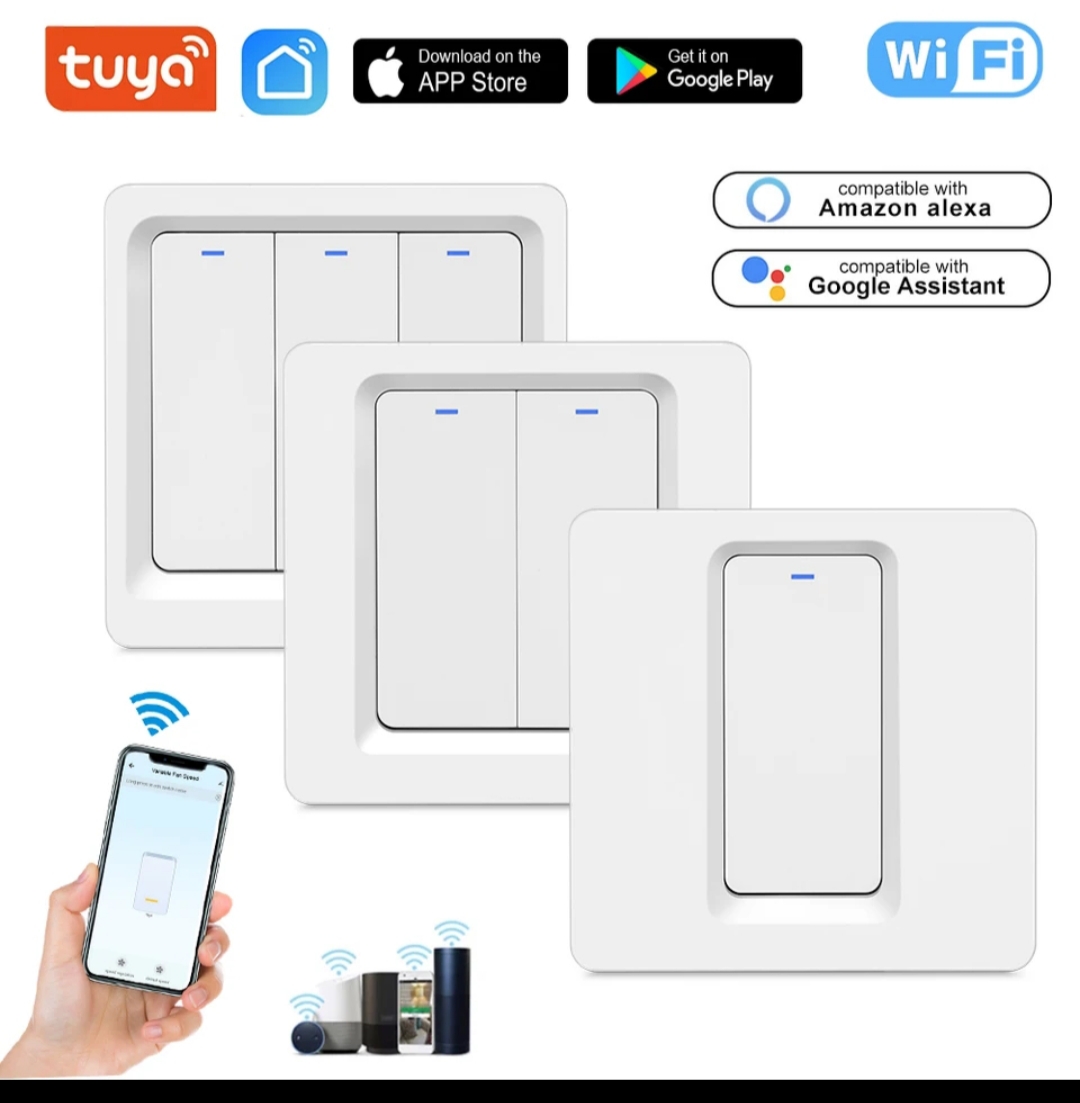 tuya
Download on the
APP Store
Get it on
Google Play
WiFi
compatible with
Amazon alexa
compatible with
Google Assistant
Variable Fan Speed